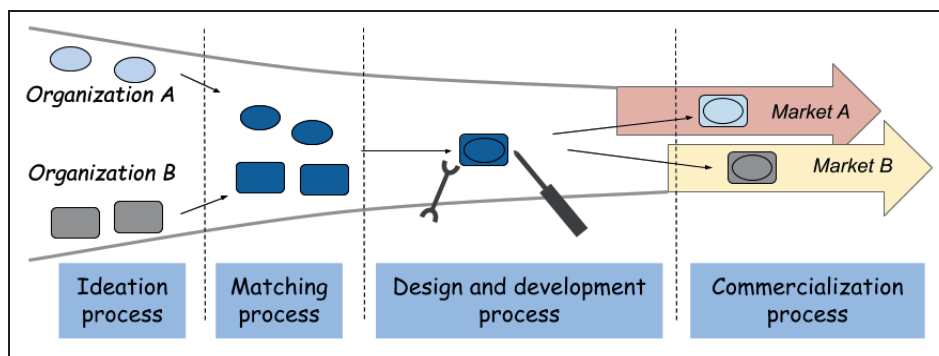 Organization A
Organization B
Market A
Market B
Ideation
process
Matching
process
Design and development
process
Commercialization
process